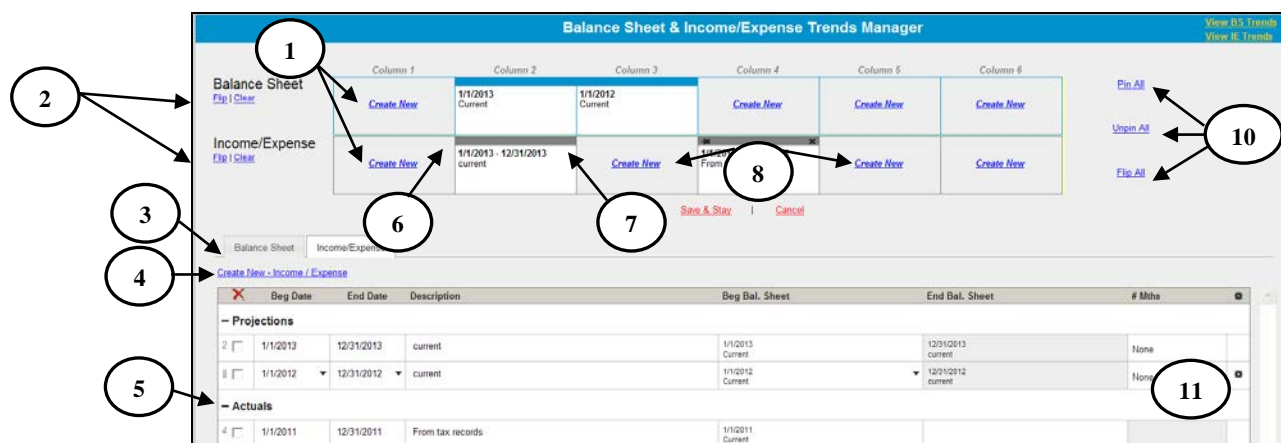 Balance Sheet & Income/Expense Trends Manager
View BS Trends
View IE Trends
1
Column 1 Column 2 Column 3 Column 4 Column 5 Column 6
2
Balance Sheet
Flip | Clear
Create New
1/1/2013
Current
1/1/2012
Current
Create New Create New Create New
Pin All
Unpin All
Flip All
10
Income/Expense
Flip | Clear
Create New
1/1/2013 - 12/31/2013
current
Create New
From
Create New Create New
8
3
6
7
Save & Stay | Cancel
Balance Sheet Income/Expense
4
Create New - Income / Expense
Beg Date End Date Description Beg Bal. Sheet End Bal. Sheet # Mths
− Projections
2 1/1/2013 12/31/2013 current 1/1/2013 Current 12/31/2013 current None
1/1/2012 12/31/2012 current 1/1/2012 Current 12/31/2012 current None
11
5
− Actuals
4 1/1/2011 12/31/2011 From tax records 1/1/2011 Current